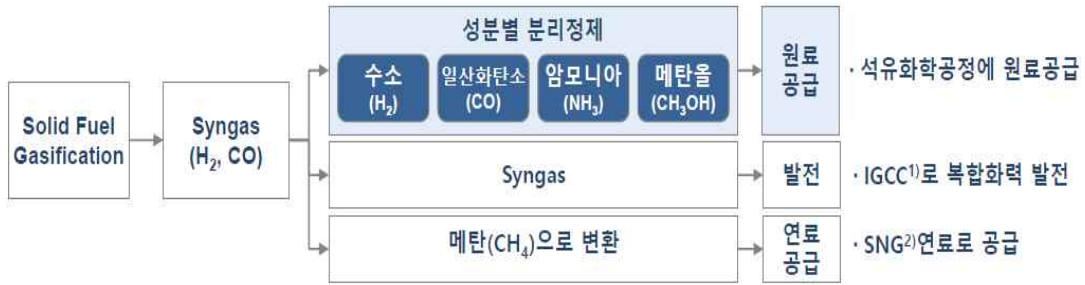 성분별 분리정제
수소
(H₂)
일산화탄소
(CO)
암모니아
(NH₃)
메탄올
(CH₃OH)
원료
공급
· 석유화학공정에 원료공급
Solid Fuel
Gasification
Syngas
(H₂, CO)
Syngas
발전
· IGCC¹⁾로 복합화력 발전
메탄(CH₄)으로 변환
연료
공급
· SNG²⁾연료로 공급